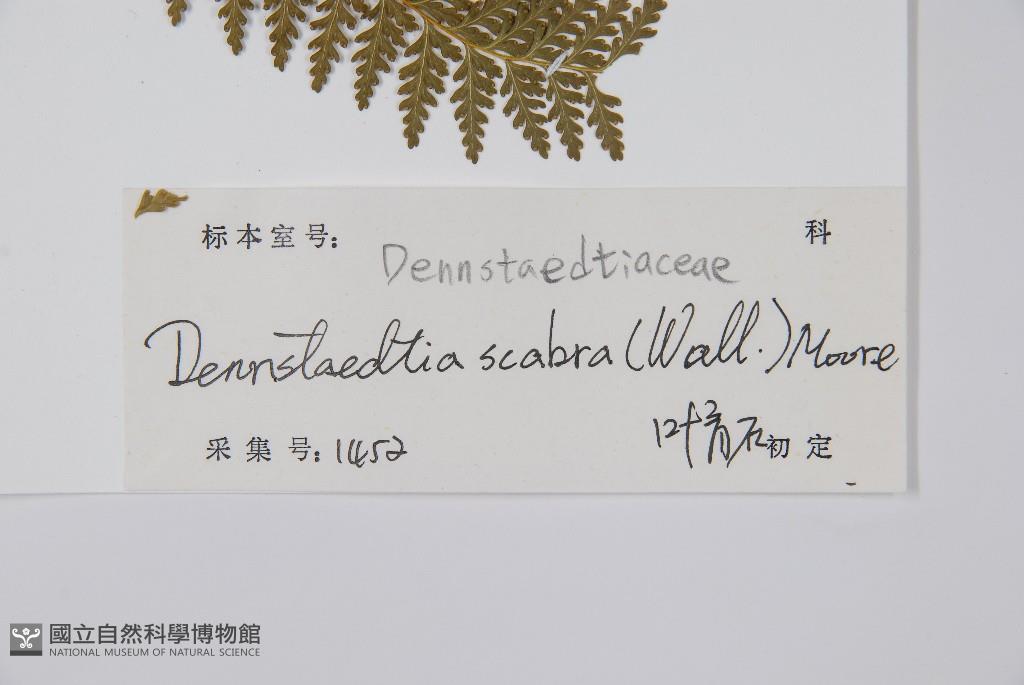 标本室号： 科
Dennstaedtiaceae
Dennstaedtia scabra (Wall.) Moore
采集号：1452 叶青石初定
國立自然科學博物館
NATIONAL MUSEUM OF NATURAL SCIENCE